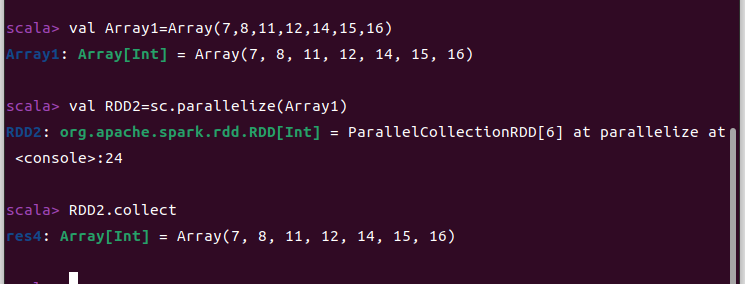 scala> val Array1=Array(7,8,11,12,14,15,16)
Array1: Array[Int] = Array(7, 8, 11, 12, 14, 15, 16)
scala> val RDD2=sc.parallelize(Array1)
RDD2: org.apache.spark.rdd.RDD[Int] = ParallelCollectionRDD[6] at parallelize at
<console>:24
scala> RDD2.collect
res4: Array[Int] = Array(7, 8, 11, 12, 14, 15, 16)